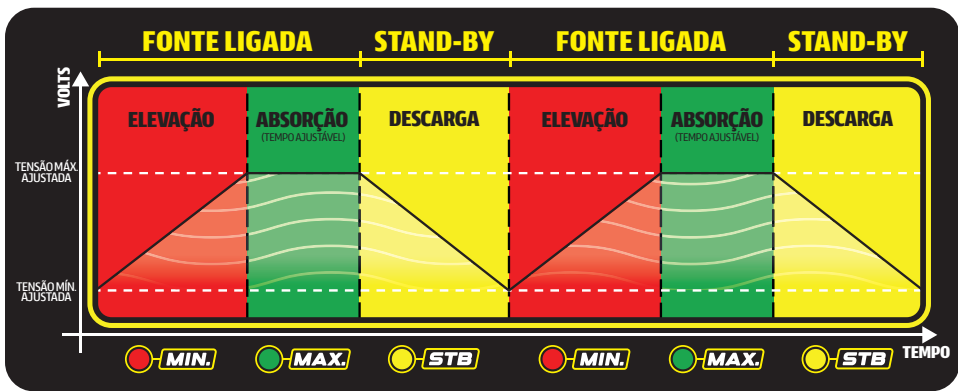 FONTE LIGADA
STAND-BY
FONTE LIGADA
STAND-BY
VOLTS
ELEVAÇÃO
ABSORÇÃO
(TEMPO AJUSTÁVEL)
DESCARGA
ELEVAÇÃO
ABSORÇÃO
(TEMPO AJUSTÁVEL)
DESCARGA
TENSÃO MÁX.
AJUSTADA
TENSÃO MÍN.
AJUSTADA
MIN.
MAX.
STB
MIN.
MAX.
STB
TEMPO